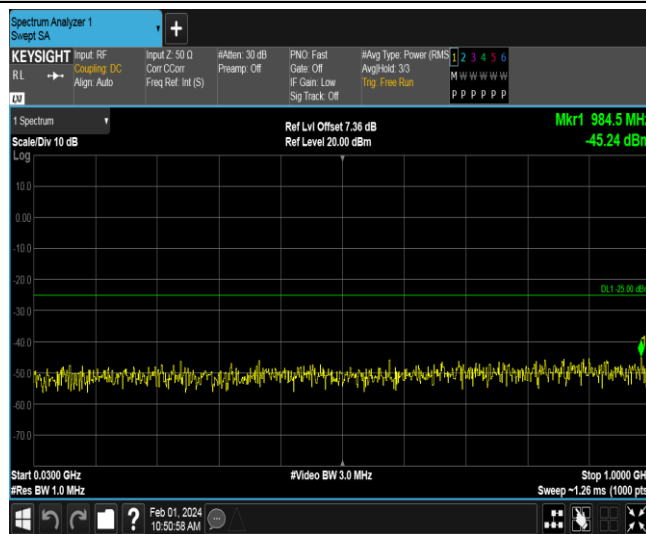 Spectrum Analyzer 1
Swept SA
+
KEYSIGHT
RL
LXI
Input: RF
Coupling: DC
Align: Auto
Input Z: 50 Ω
Corr CCorr
Freq Ref: Int (S)
#Atten: 30 dB
Preamp: Off
PNO: Fast
Gate: Off
IF Gain: Low
Sig Track: Off
#Avg Type: Power (RMS
Avg|Hold: 3/3
Trig: Free Run
1 2 3 4 5 6
M W W W W W
P P P P P P
1 Spectrum
Scale/Div 10 dB
Log
Ref Lvl Offset 7.36 dB
Ref Level 20.00 dBm
Mkr1 984.5 MHz
-45.24 dBm
10.0
0.00
-10.0
-20.0
DL1 -25.00 dBm
-30.0
-40.0
1
-50.0
-60.0
-70.0
Start 0.0300 GHz
#Res BW 1.0 MHz
#Video BW 3.0 MHz
Stop 1.0000 GHz
Sweep ~1.26 ms (1000 pts
?
Feb 01, 2024
10:50:58 AM